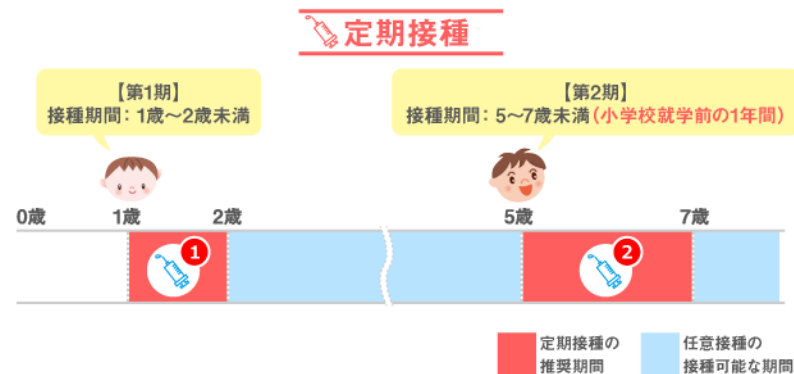 定期接種
【第1期】
接種期間：1歳～2歳未満
【第2期】
接種期間：5～7歳未満（小学校就学前の1年間）
0歳 1歳 2歳 5歳 7歳
1 2
定期接種の
推奨期間
任意接種の
接種可能な期間